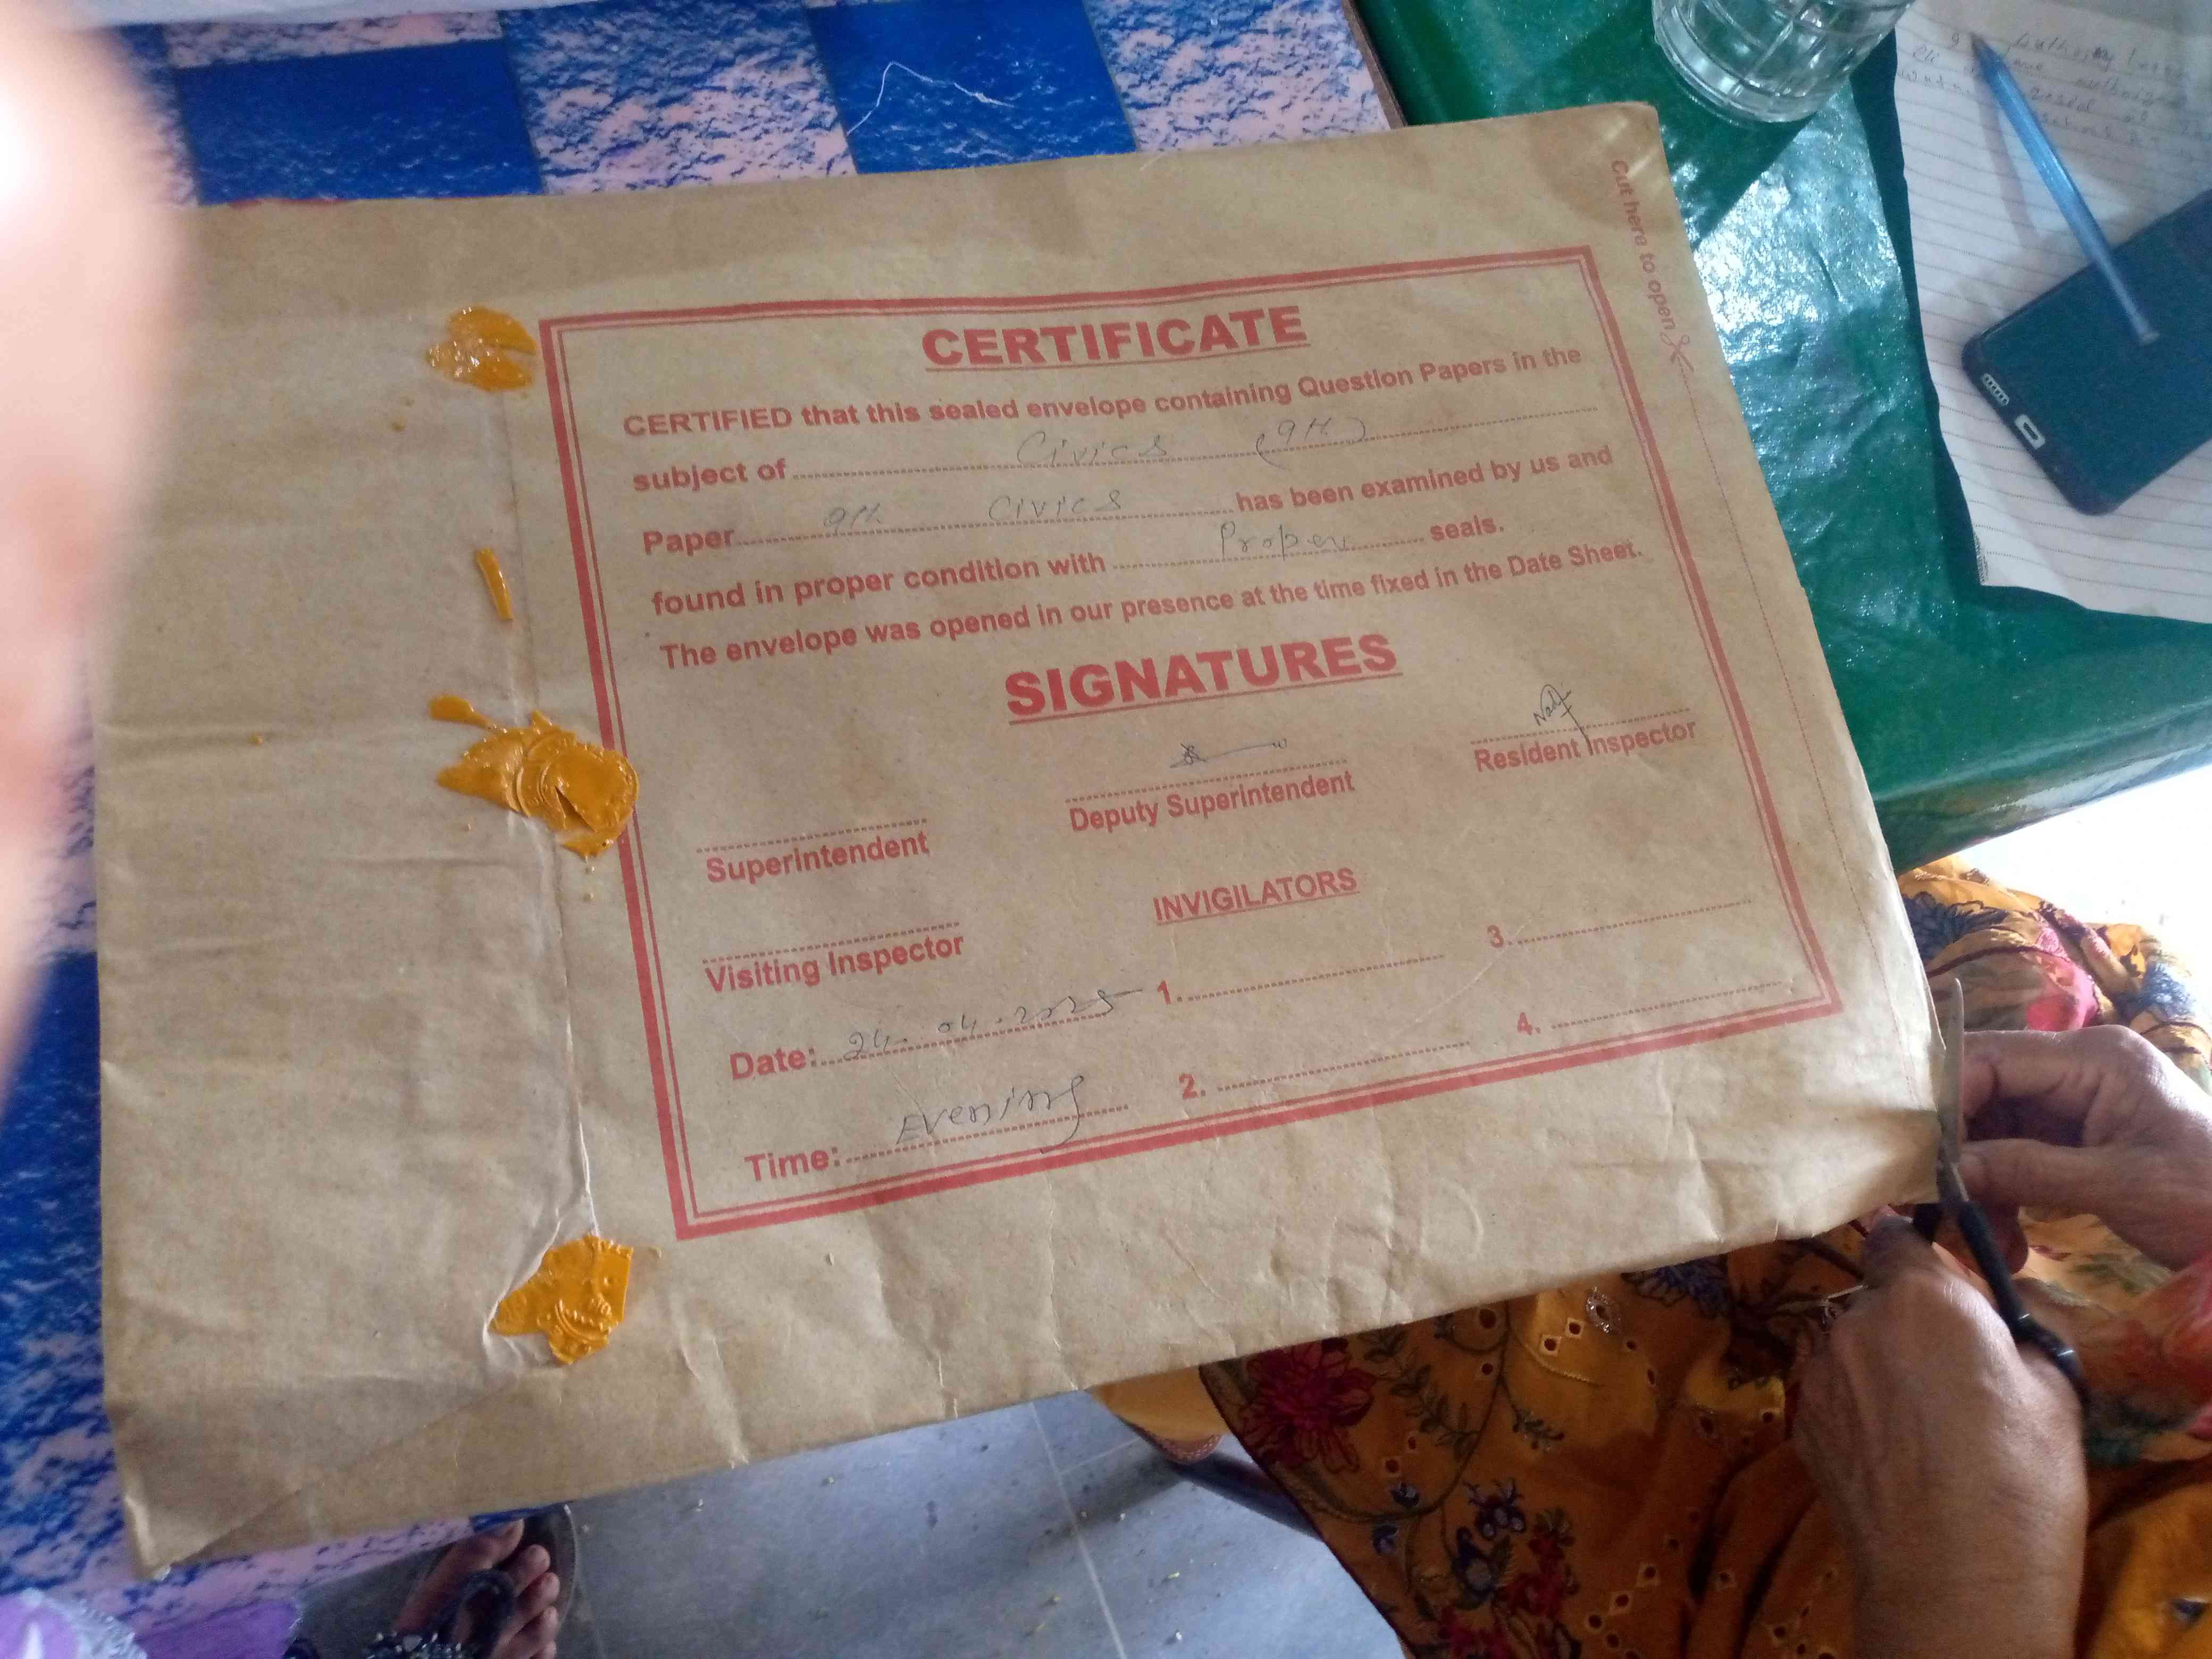 Cut here to open
CERTIFICATE
CERTIFIED that this sealed envelope containing Question Papers in the
subject of Civics (9th)
Paper 9th Civics has been examined by us and
found in proper condition with Proper seals.
The envelope was opened in our presence at the time fixed in the Date Sheet.
SIGNATURES
Superintendent
Deputy Superintendent
Resident Inspector
Visiting Inspector
INVIGILATORS
1.
2.
3.
4.
Date: 24.04.2025
Time: Evening